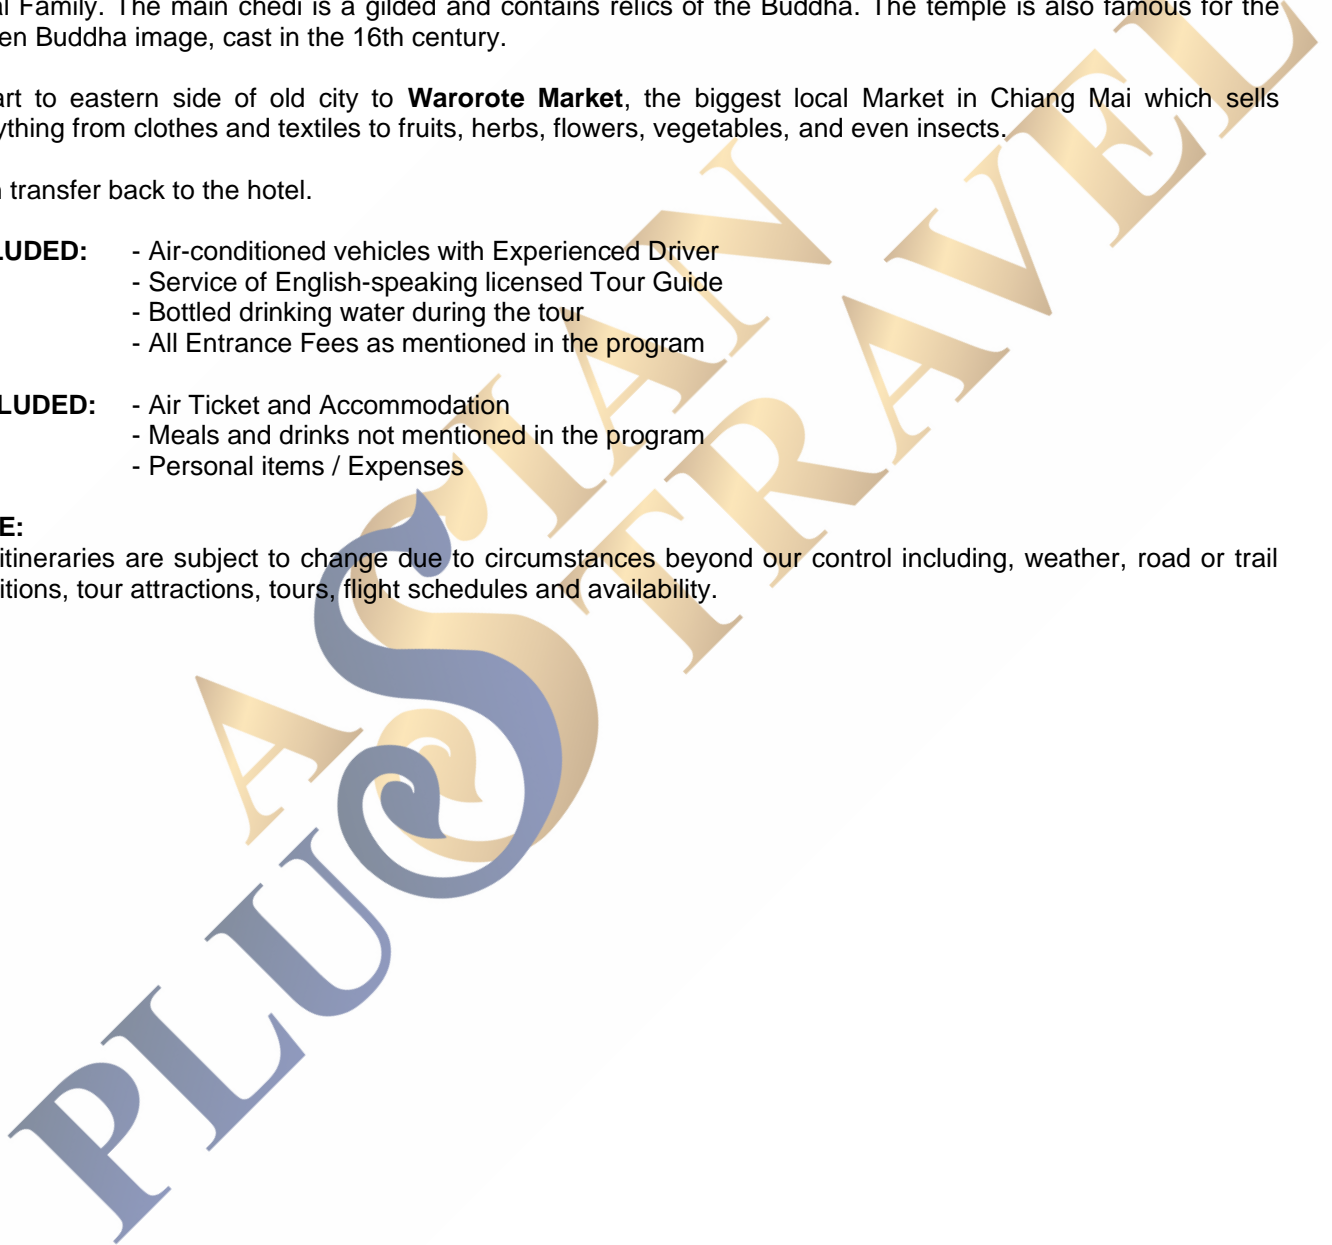 al Family. The main chedi is a gilded and contains relics of the Buddha. The temple is also famous for the
en Buddha image, cast in the 16th century.
art to eastern side of old city to Warorote Market, the biggest local Market in Chiang Mai which sells
ything from clothes and textiles to fruits, herbs, flowers, vegetables, and even insects.
n transfer back to the hotel.
LUDED: - Air-conditioned vehicles with Experienced Driver
- Service of English-speaking licensed Tour Guide
- Bottled drinking water during the tour
- All Entrance Fees as mentioned in the program
LUDED: - Air Ticket and Accommodation
- Meals and drinks not mentioned in the program
- Personal items / Expenses
E:
itineraries are subject to change due to circumstances beyond our control including, weather, road or trail
itions, tour attractions, tours, flight schedules and availability.
ASIAN
TRAVEL
PLUS